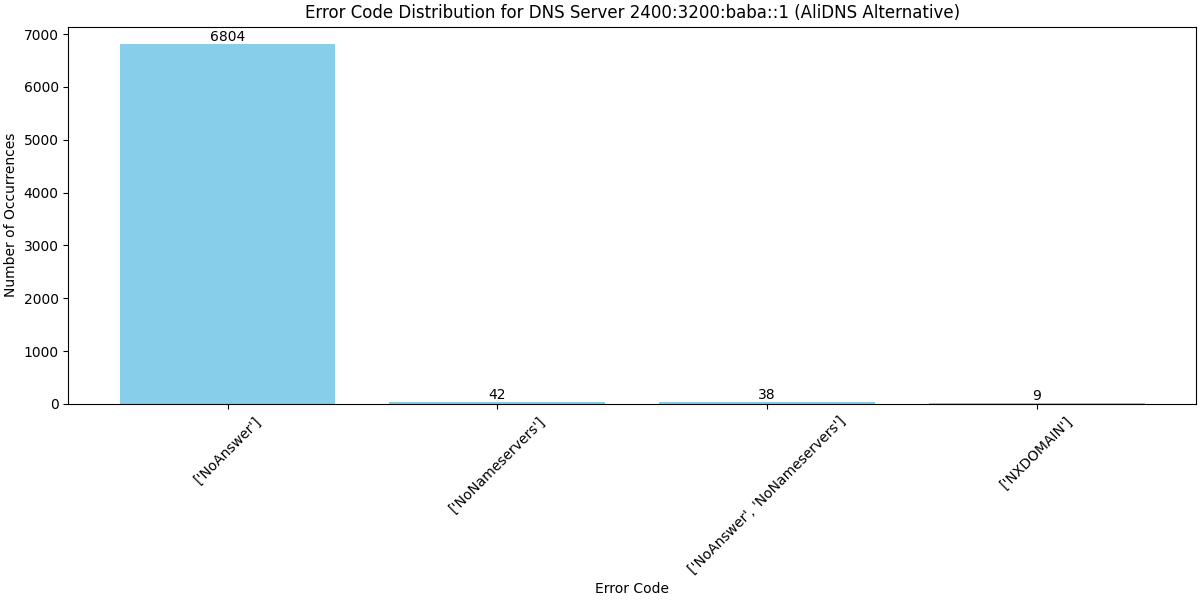 Error Code Distribution for DNS Server 2400:3200:baba::1 (AliDNS Alternative)
Number of Occurrences
7000
6000
5000
4000
3000
2000
1000
0
6804
42
38
9
['NoAnswer']
['NoNameservers']
['NoAnswer', 'NoNameservers']
['NXDOMAIN']
Error Code